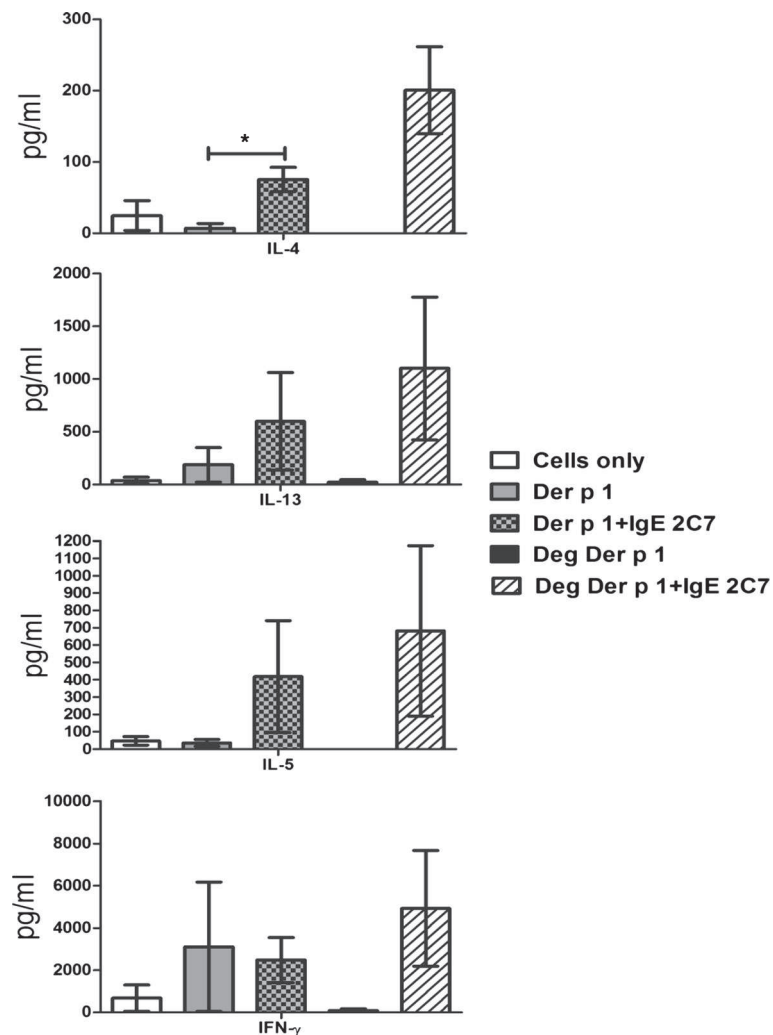 300
200
100
0
pg/ml
*
IL-4
2000
1500
1000
500
0
pg/ml
IL-13
Cells only
Der p 1
Der p 1+IgE 2C7
Deg Der p 1
Deg Der p 1+IgE 2C7
1200
1100
1000
900
800
700
600
500
400
300
200
100
0
pg/ml
IL-5
10000
8000
6000
4000
2000
0
pg/ml
IFN-γ